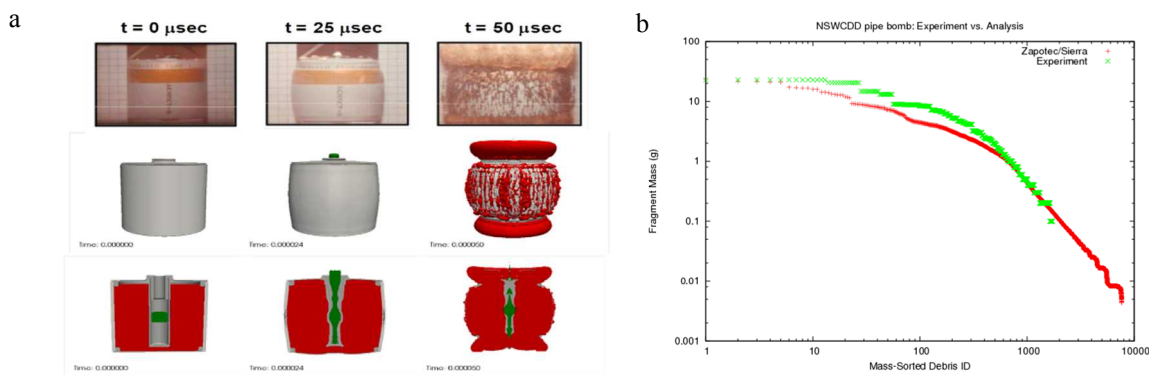 a
t = 0 μsec
t = 25 μsec
t = 50 μsec
Time: 0.000000
Time: 0.000024
Time: 0.000050
Time: 0.000000
Time: 0.000024
Time: 0.000050
b
NSWCDD pipe bomb: Experiment vs. Analysis
Zapotec/Sierra
Experiment
Fragment Mass (g)
100
10
1
0.1
0.01
0.001
1
10
100
1000
10000
Mass-Sorted Debris ID